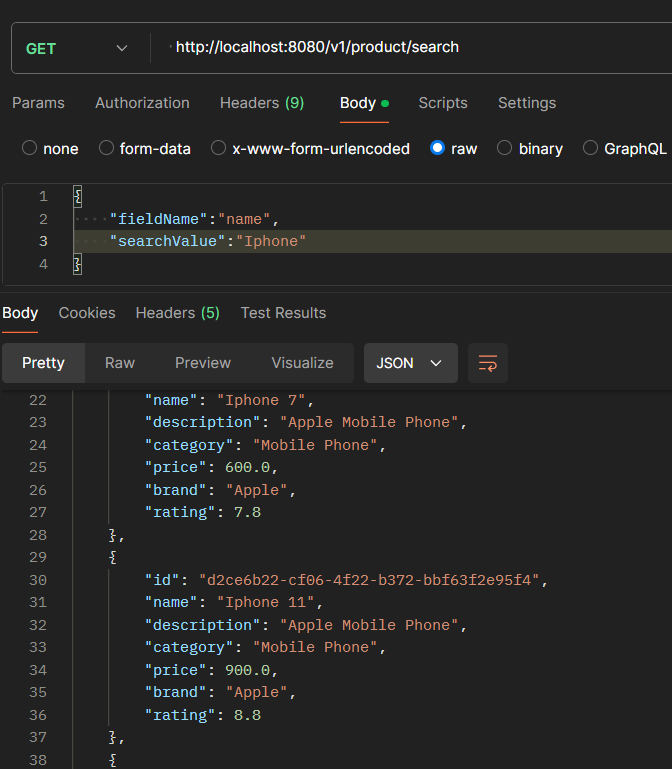 GET http://localhost:8080/v1/product/search
Params Authorization Headers (9) Body Scripts Settings
none form-data x-www-form-urlencoded raw binary GraphQL
1 {
2 "fieldName":"name",
3 "searchValue":"Iphone"
4 }
Body Cookies Headers (5) Test Results
Pretty Raw Preview Visualize JSON
22 "name": "Iphone 7",
23 "description": "Apple Mobile Phone",
24 "category": "Mobile Phone",
25 "price": 600.0,
26 "brand": "Apple",
27 "rating": 7.8
28 },
29 {
30 "id": "d2ce6b22-cf06-4f22-b372-bbf63f2e95f4",
31 "name": "Iphone 11",
32 "description": "Apple Mobile Phone",
33 "category": "Mobile Phone",
34 "price": 900.0,
35 "brand": "Apple",
36 "rating": 8.8
37 },
38 {